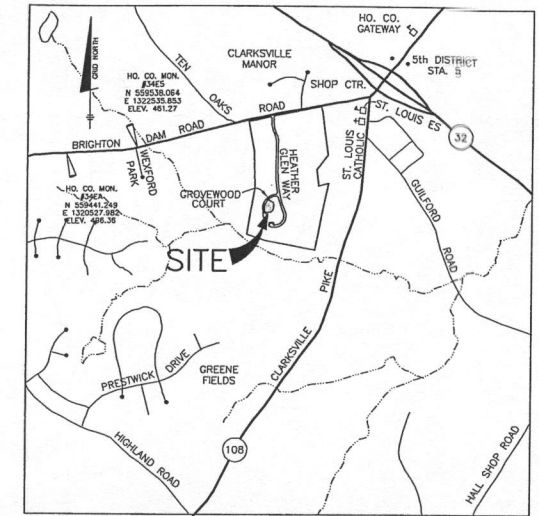 HO. CO.
GATEWAY
5th DISTRICT
STA. 5
CLARKSVILLE
MANOR
SHOP CTR.
GRID NORTH
HO. CO. MON.
#34E5
N 559538.064
E 1322535.853
ELEV. 461.27
TEN
OAKS
ROAD
ST. LOUIS ES
32
BRIGHTON
DAM ROAD
WEXFORD
PARK
HEATHER
GLEN WAY
ST. LOUIS
CATHOLIC
HO. CO. MON.
#34EA
N 559441.249
E 1320527.982
ELEV. 486.36
GROVEWOOD
COURT
GUILFORD
ROAD
SITE
CLARKSVILLE
PIKE
PRESTWICK
DRIVE
GREENE
FIELDS
HIGHLAND ROAD
108
HALL SHOP ROAD